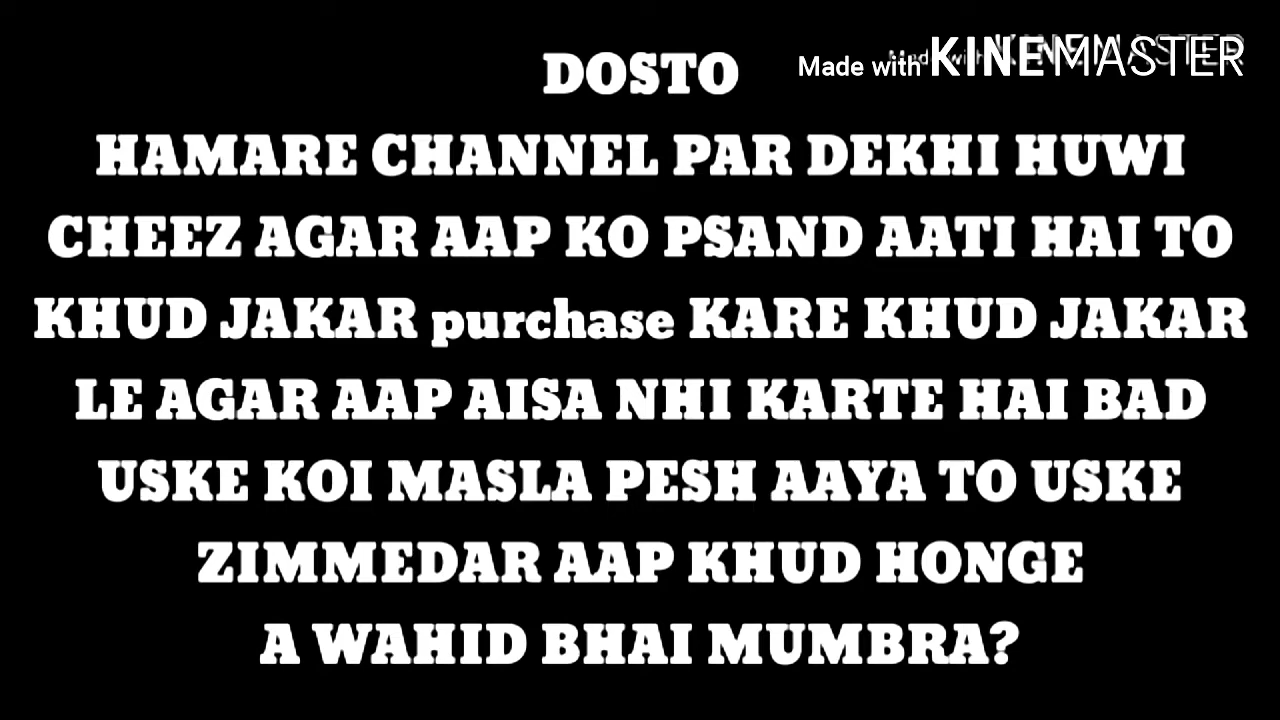 Made with KINEMASTER
DOSTO
HAMARE CHANNEL PAR DEKHI HUWI
CHEEZ AGAR AAP KO PSAND AATI HAI TO
KHUD JAKAR purchase KARE KHUD JAKAR
LE AGAR AAP AISA NHI KARTE HAI BAD
USKE KOI MASLA PESH AAYA TO USKE
ZIMMEDAR AAP KHUD HONGE
A WAHID BHAI MUMBRA?